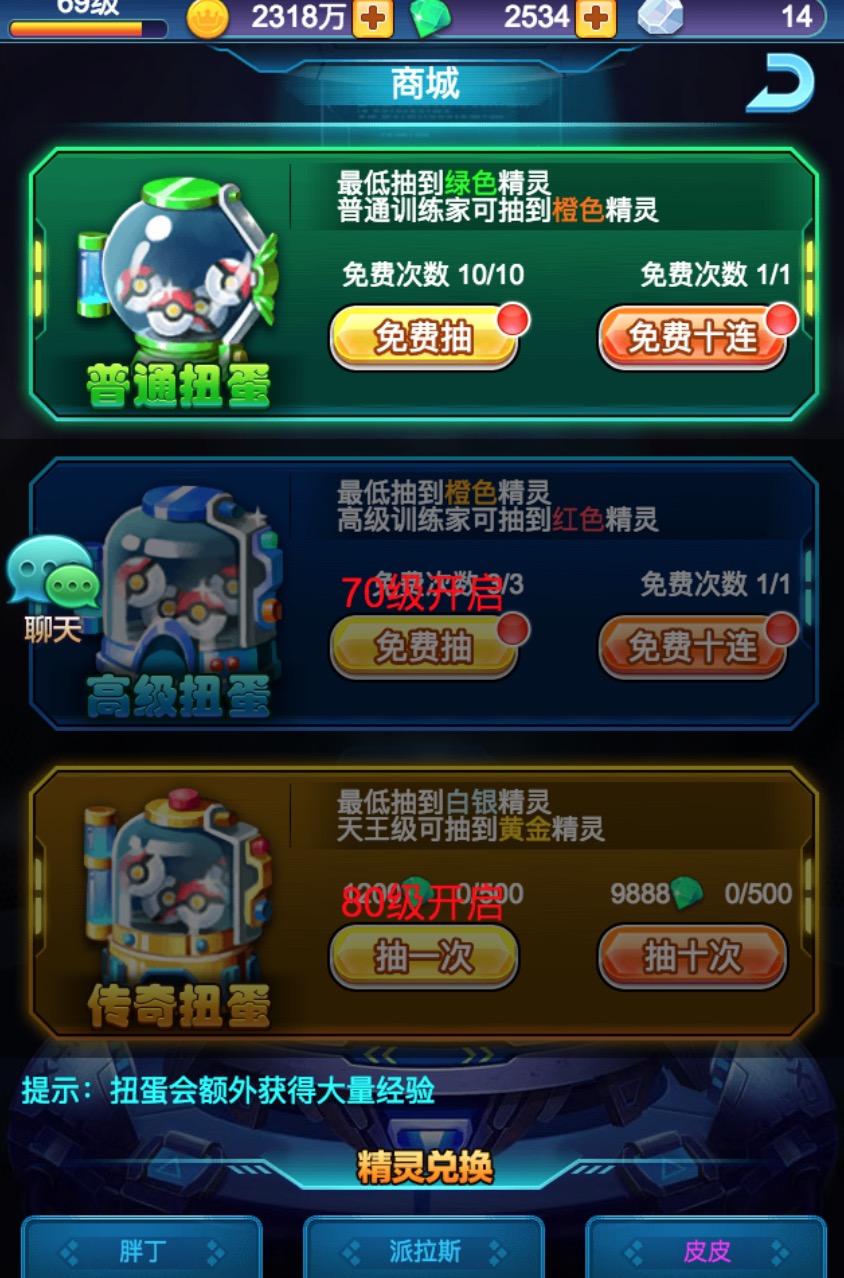 69级
2318万
2534
14
商城
最低抽到绿色精灵
普通训练家可抽到橙色精灵
免费次数 10/10
免费次数 1/1
免费抽
免费十连
普通扭蛋
最低抽到橙色精灵
高级训练家可抽到红色精灵
70级开启
免费次数 3/3
免费次数 1/1
免费抽
免费十连
高级扭蛋
聊天
最低抽到白银精灵
天王级可抽到黄金精灵
80级开启
0/500
9888
0/500
抽一次
抽十次
传奇扭蛋
提示：扭蛋会额外获得大量经验
精灵兑换
胖丁
派拉斯
皮皮